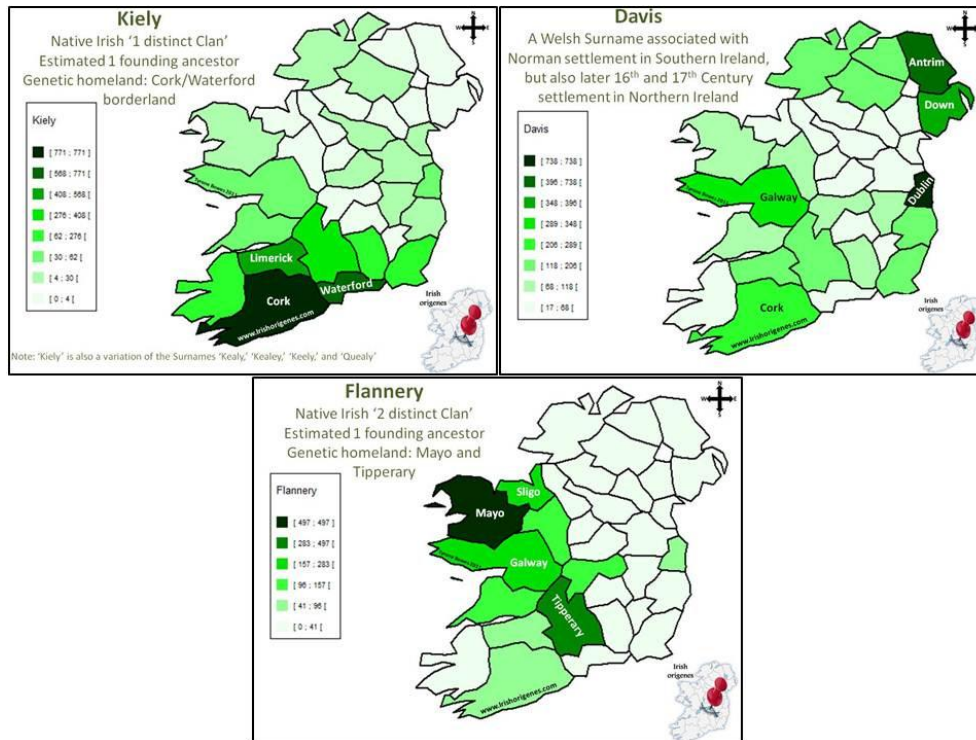 Kiely
Native Irish ‘1 distinct Clan’
Estimated 1 founding ancestor
Genetic homeland: Cork/Waterford
borderland
Kiely
[ 771 ; 771 ]
[ 568 ; 771 [
[ 408 ; 568 [
[ 276 ; 408 [
[ 62 ; 276 [
[ 30 ; 62 [
[ 4 ; 30 [
[ 0 ; 4 [
N
W
E
S
Limerick
Waterford
Cork
www.Irishorigenes.com
Irish
origenes
Note: ‘Kiely’ is also a variation of the Surnames ‘Kealy,’ ‘Kealey,’ ‘Keely,’ and ‘Quealy’
Davis
A Welsh Surname associated with
Norman settlement in Southern Ireland,
but also later 16th and 17th Century
settlement in Northern Ireland
Davis
[ 738 ; 738 ]
[ 396 ; 738 [
[ 348 ; 396 [
[ 289 ; 348 [
[ 206 ; 289 [
[ 118 ; 206 [
[ 68 ; 118 [
[ 17 ; 68 [
N
W
E
S
Antrim
Down
Dublin
Galway
Cork
www.Irishorigenes.com
Irish
origenes
Flannery
Native Irish ‘2 distinct Clan’
Estimated 1 founding ancestor
Genetic homeland: Mayo and
Tipperary
Flannery
[ 497 ; 497 ]
[ 283 ; 497 [
[ 157 ; 283 [
[ 96 ; 157 [
[ 41 ; 96 [
[ 0 ; 41 [
N
W
E
S
Sligo
Mayo
Galway
Tipperary
www.Irishorigenes.com
Irish
origenes